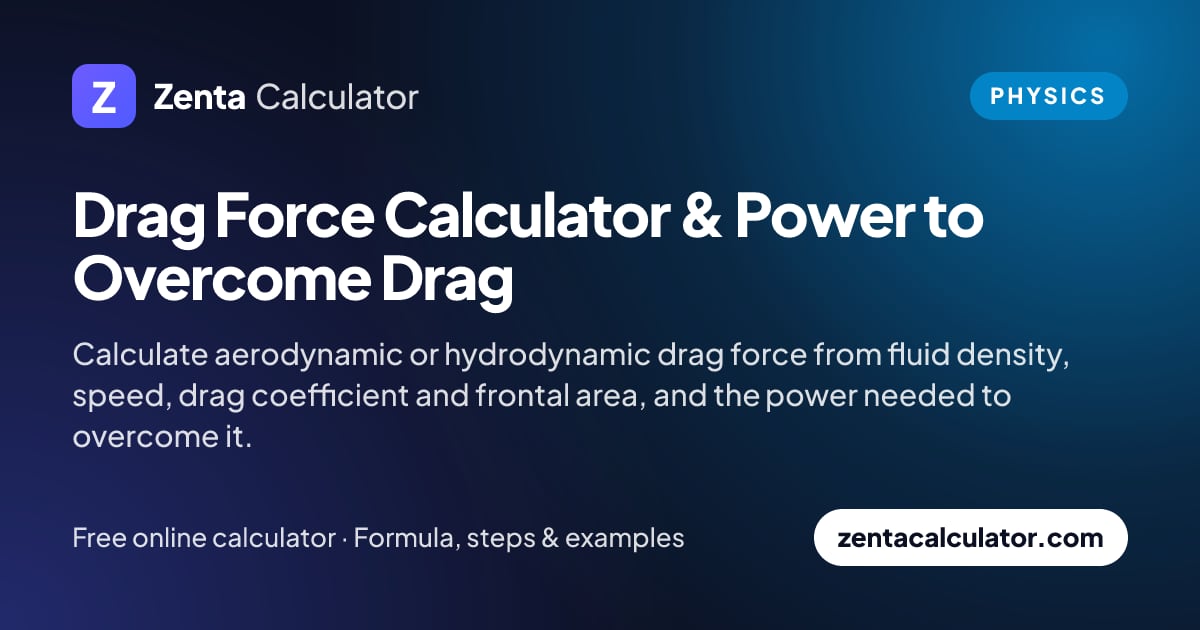 Z
Zenta Calculator
PHYSICS
Drag Force Calculator & Power to
Overcome Drag
Calculate aerodynamic or hydrodynamic drag force from fluid density,
speed, drag coefficient and frontal area, and the power needed to
overcome it.
Free online calculator · Formula, steps & examples
zentacalculator.com